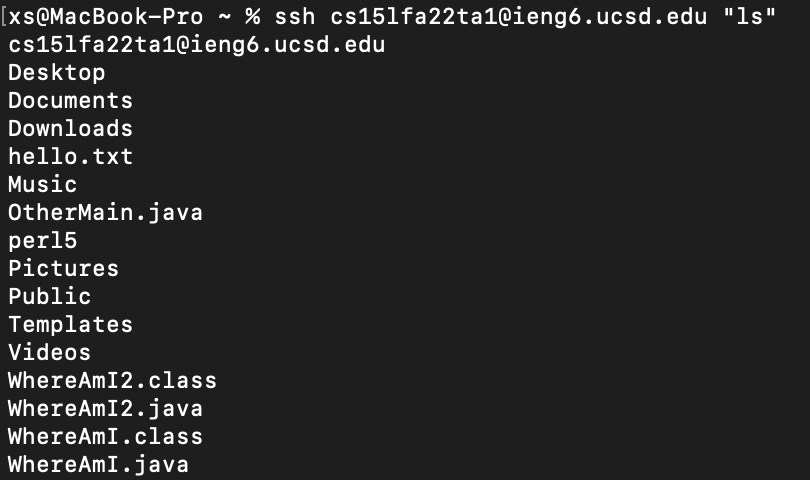 [xs@MacBook-Pro ~ % ssh cs15lfa22ta1@ieng6.ucsd.edu "ls"
cs15lfa22ta1@ieng6.ucsd.edu
Desktop
Documents
Downloads
hello.txt
Music
OtherMain.java
perl5
Pictures
Public
Templates
Videos
WhereAmI2.class
WhereAmI2.java
WhereAmI.class
WhereAmI.java